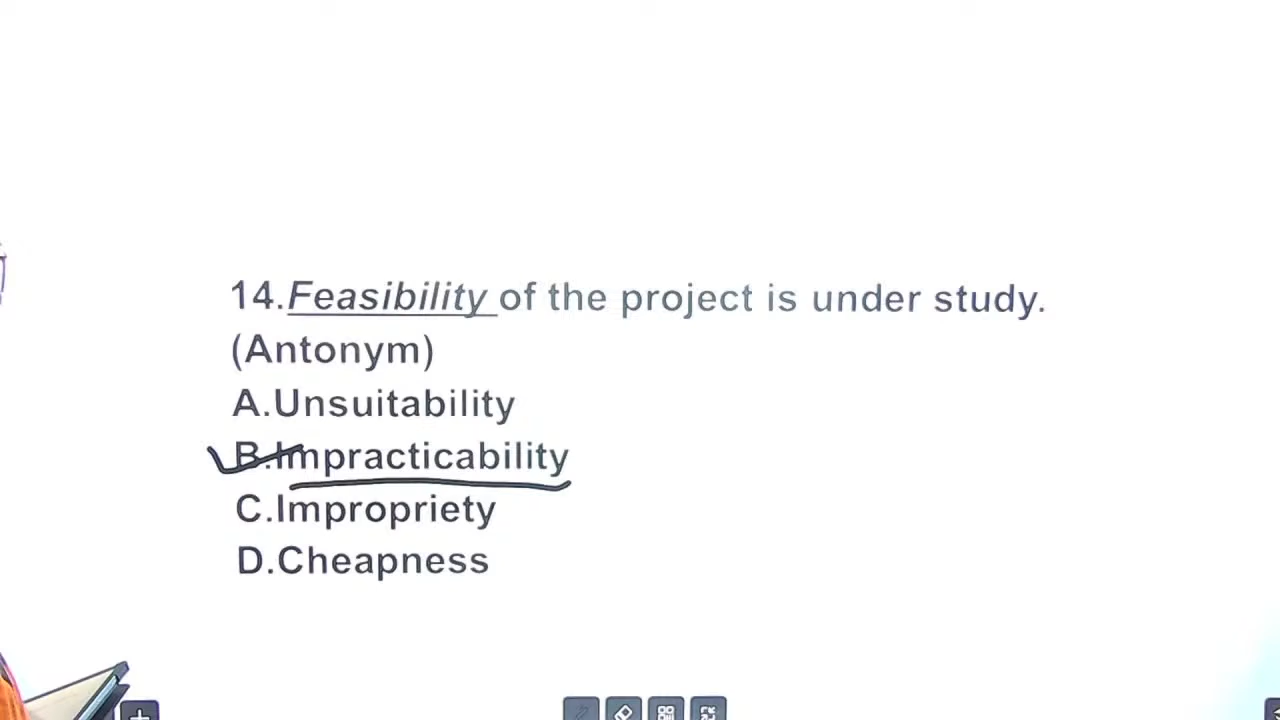 14.Feasibility of the project is under study.
(Antonym)
A.Unsuitability
B.Impracticability
C.Impropriety
D.Cheapness